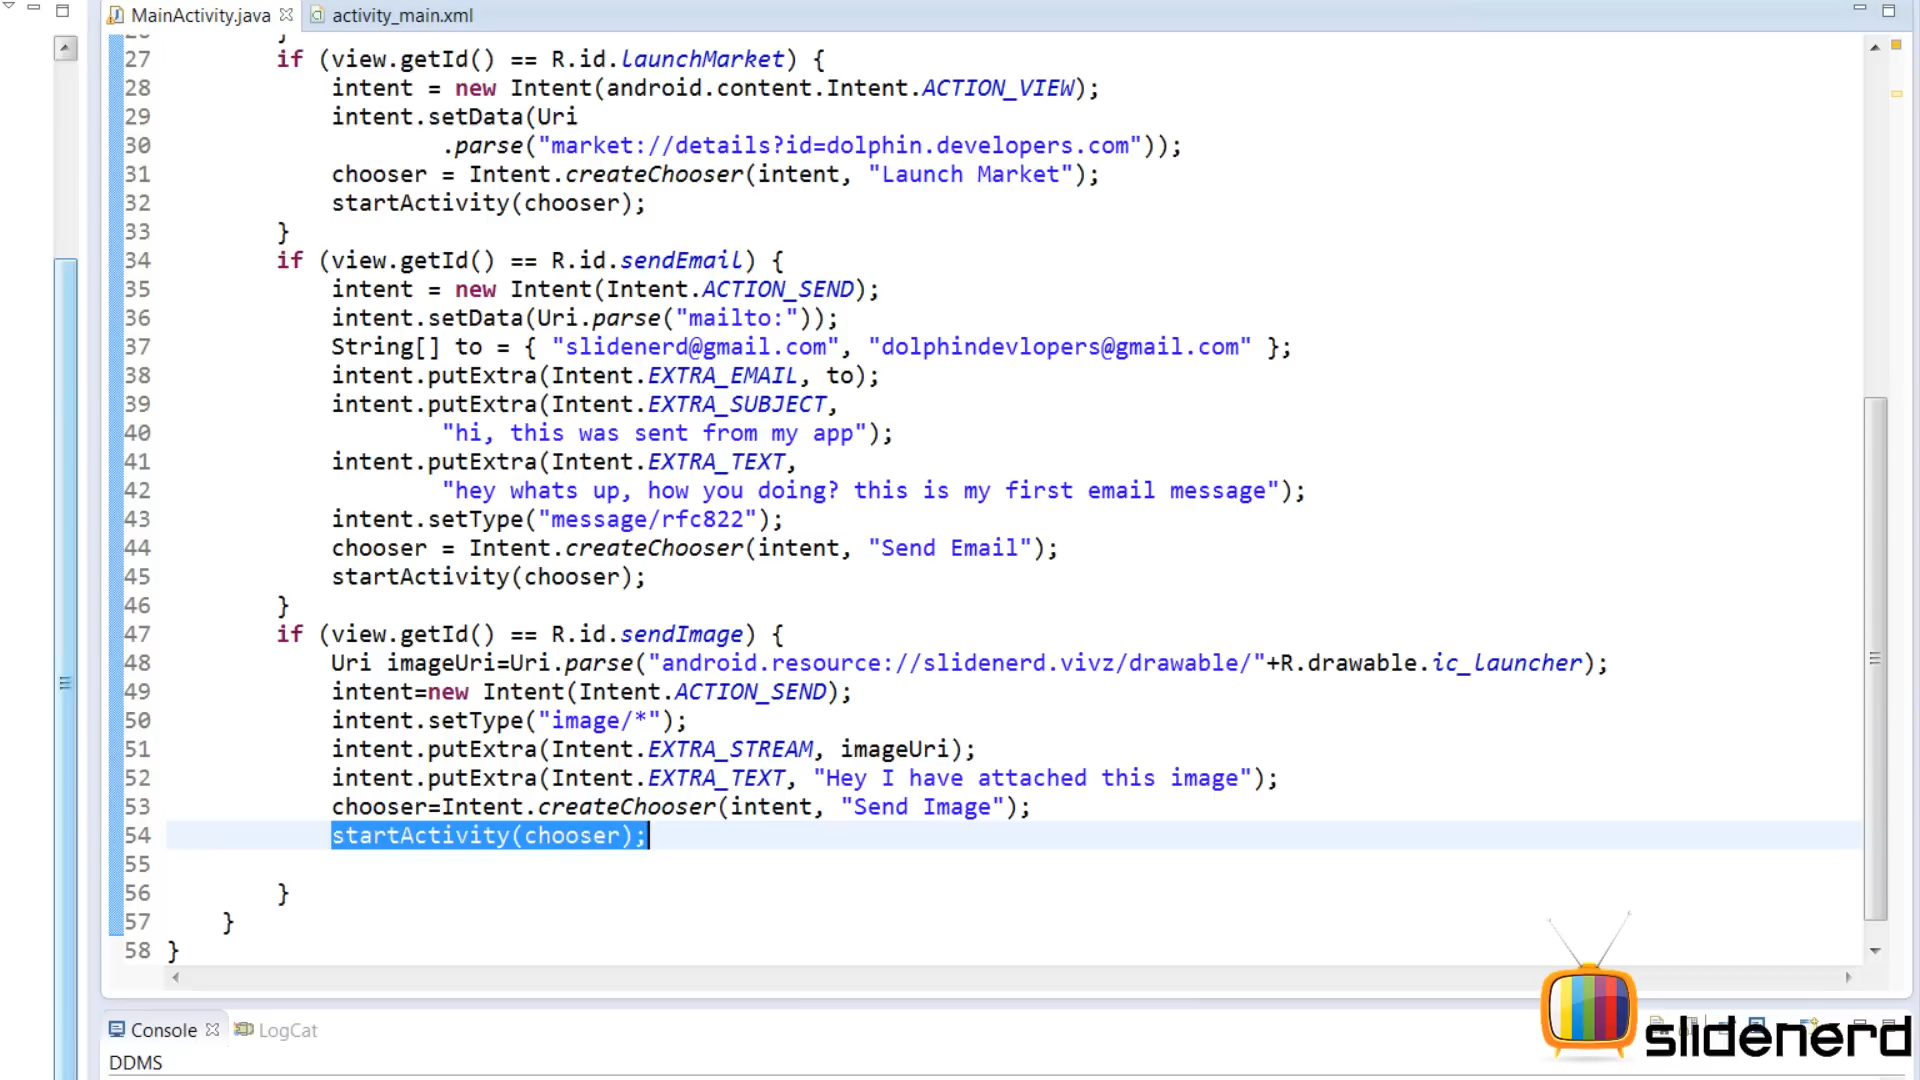 MainActivity.java activity_main.xml
27 if (view.getId() == R.id.launchMarket) {
28 intent = new Intent(android.content.Intent.ACTION_VIEW);
29 intent.setData(Uri
30 .parse("market://details?id=dolphin.developers.com"));
31 chooser = Intent.createChooser(intent, "Launch Market");
32 startActivity(chooser);
33 }
34 if (view.getId() == R.id.sendEmail) {
35 intent = new Intent(Intent.ACTION_SEND);
36 intent.setData(Uri.parse("mailto:"));
37 String[] to = { "slidenerd@gmail.com", "dolphindevlopers@gmail.com" };
38 intent.putExtra(Intent.EXTRA_EMAIL, to);
39 intent.putExtra(Intent.EXTRA_SUBJECT,
40 "hi, this was sent from my app");
41 intent.putExtra(Intent.EXTRA_TEXT,
42 "hey whats up, how you doing? this is my first email message");
43 intent.setType("message/rfc822");
44 chooser = Intent.createChooser(intent, "Send Email");
45 startActivity(chooser);
46 }
47 if (view.getId() == R.id.sendImage) {
48 Uri imageUri=Uri.parse("android.resource://slidenerd.vivz/drawable/"+R.drawable.ic_launcher);
49 intent=new Intent(Intent.ACTION_SEND);
50 intent.setType("image/*");
51 intent.putExtra(Intent.EXTRA_STREAM, imageUri);
52 intent.putExtra(Intent.EXTRA_TEXT, "Hey I have attached this image");
53 chooser=Intent.createChooser(intent, "Send Image");
54 startActivity(chooser);
55
56 }
57 }
58 }
Console LogCat
DDMS
slidenerd